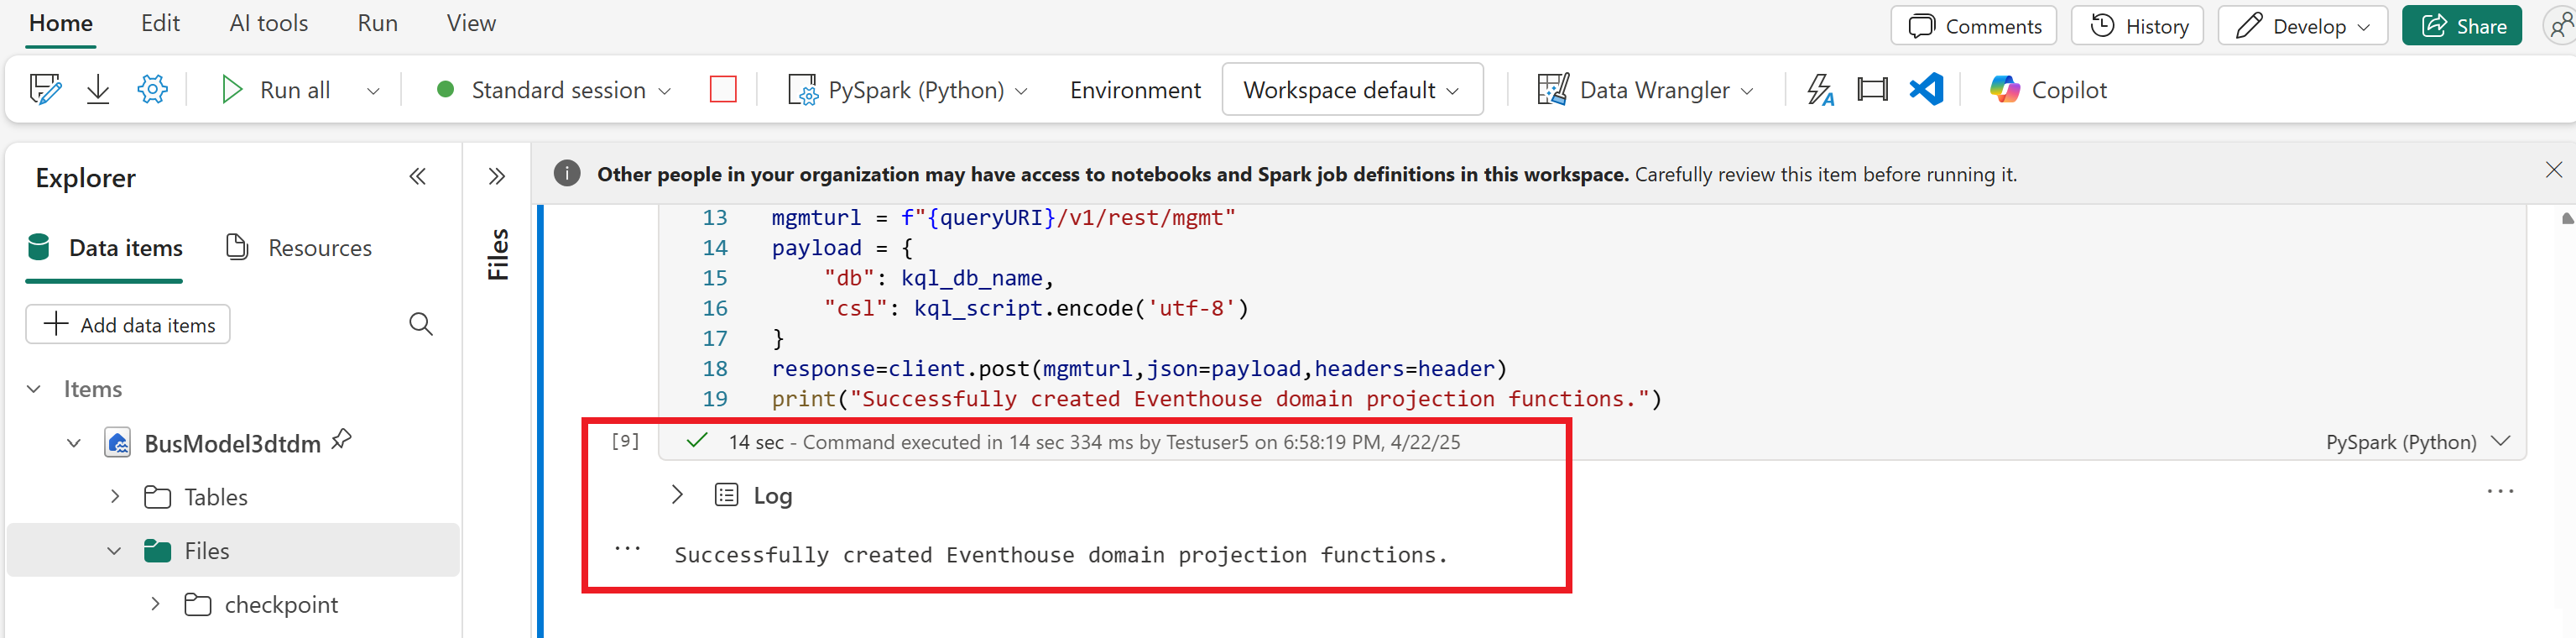 Home Edit AI tools Run View Comments History Develop Share
Run all Standard session PySpark (Python) Environment Workspace default Data Wrangler Copilot
Explorer
Data items Resources
Add data items
Items
BusModel3dtdm
Tables
Files
checkpoint
Files
Other people in your organization may have access to notebooks and Spark job definitions in this workspace. Carefully review this item before running it.
13 mgmturl = f"{queryURI}/v1/rest/mgmt"
14 payload = {
15 "db": kql_db_name,
16 "csl": kql_script.encode('utf-8')
17 }
18 response=client.post(mgmturl,json=payload,headers=header)
19 print("Successfully created Eventhouse domain projection functions.")
[9] 14 sec - Command executed in 14 sec 334 ms by Testuser5 on 6:58:19 PM, 4/22/25 PySpark (Python)
Log
Successfully created Eventhouse domain projection functions.